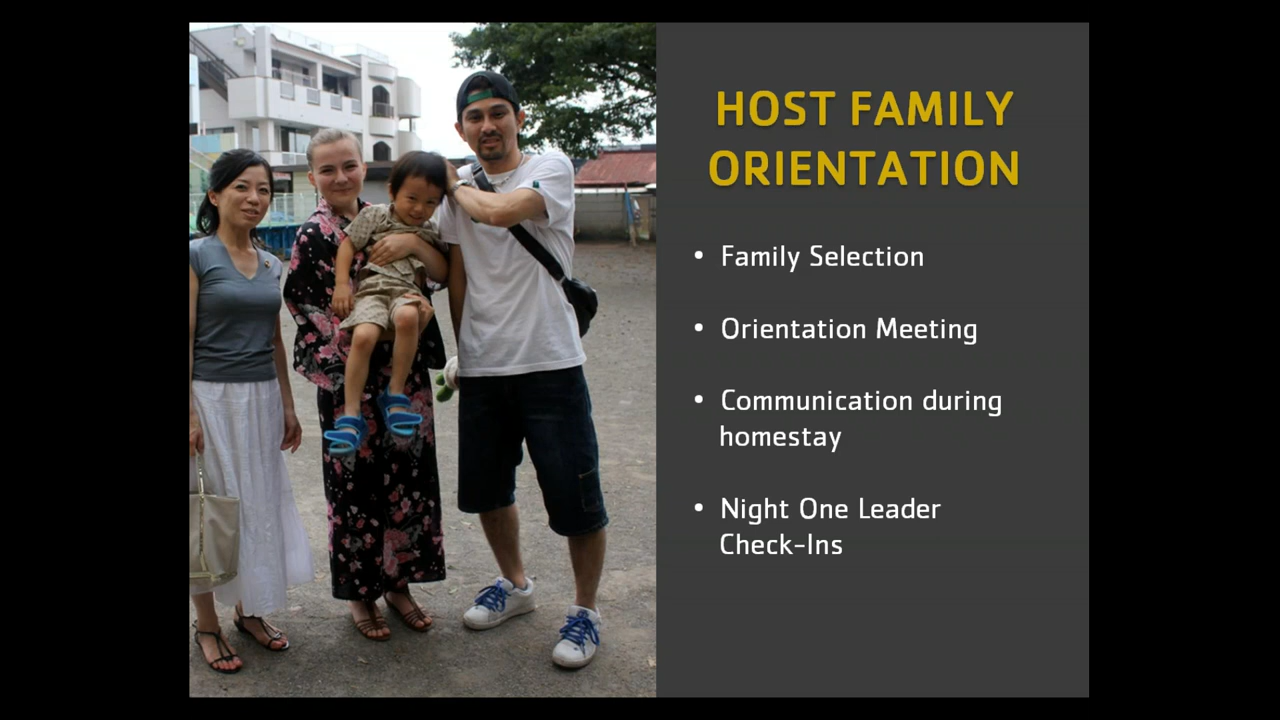 HOST FAMILY
ORIENTATION
• Family Selection
• Orientation Meeting
• Communication during
homestay
• Night One Leader
Check-Ins